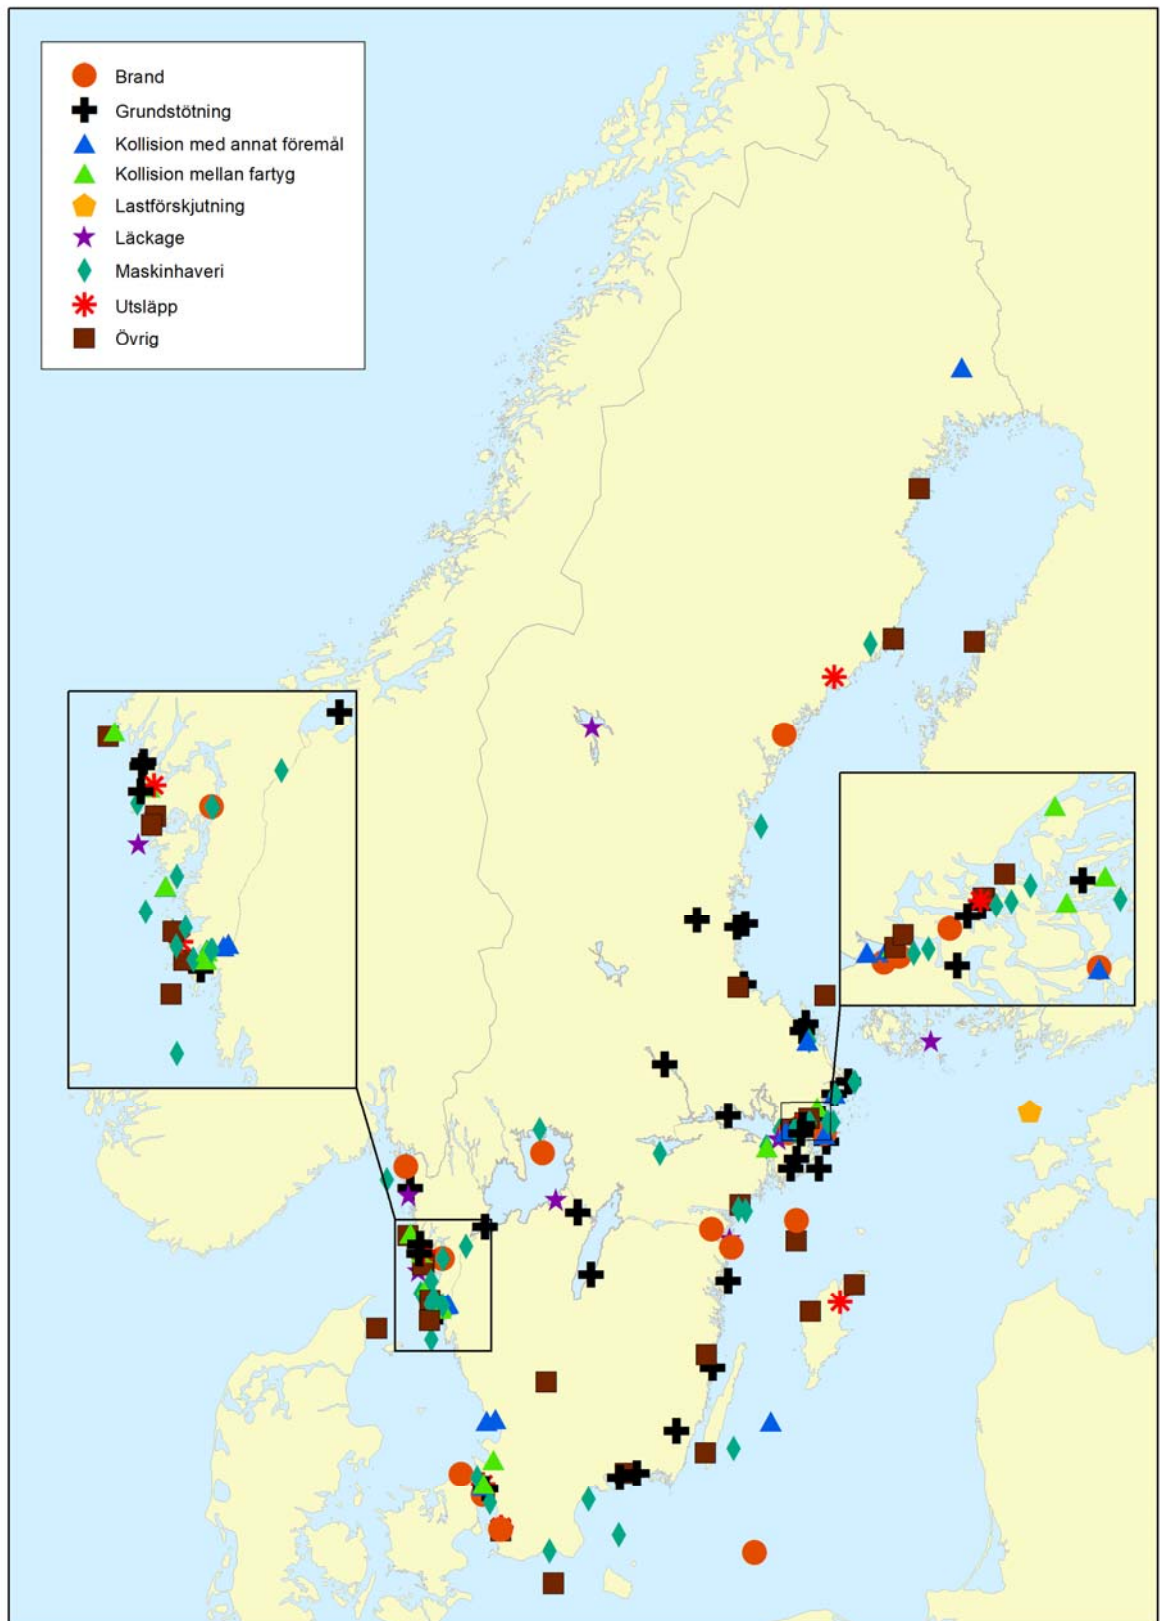 Brand
Grundstötning
Kollision med annat föremål
Kollision mellan fartyg
Lastförskjutning
Läckage
Maskinhaveri
Utsläpp
Övrig